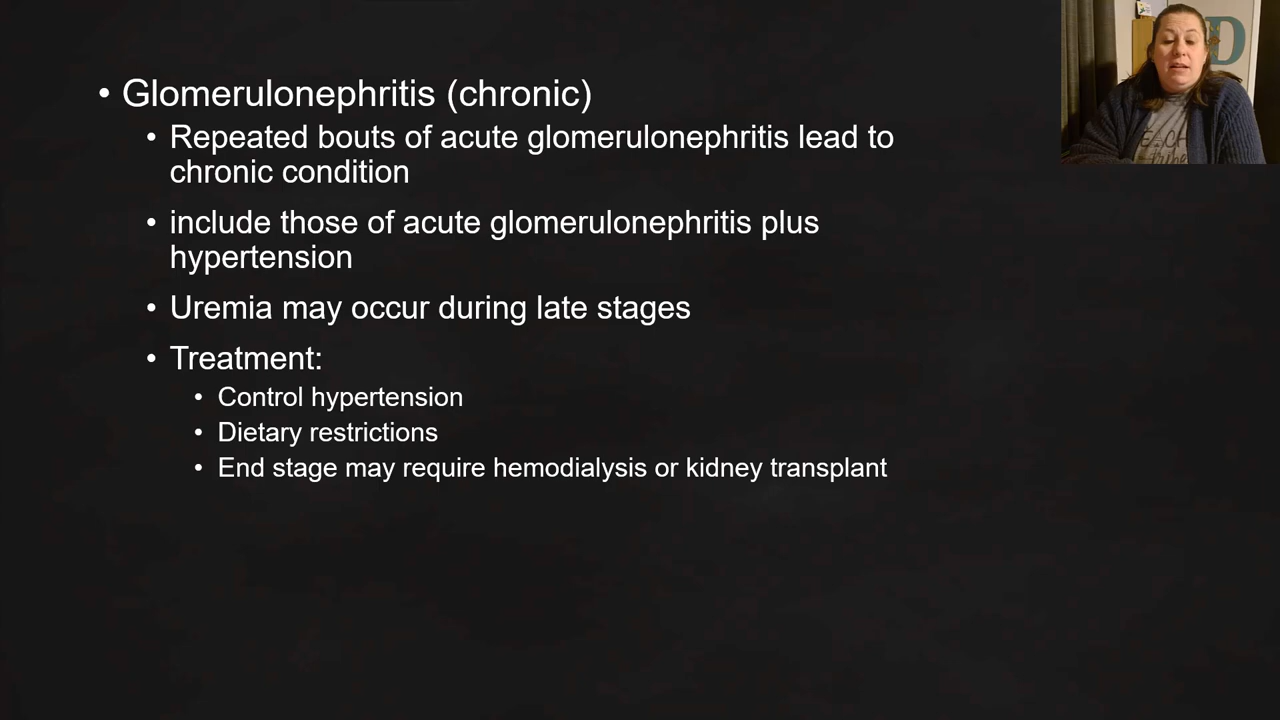 • Glomerulonephritis (chronic)
• Repeated bouts of acute glomerulonephritis lead to
chronic condition
• include those of acute glomerulonephritis plus
hypertension
• Uremia may occur during late stages
• Treatment:
• Control hypertension
• Dietary restrictions
• End stage may require hemodialysis or kidney transplant
D